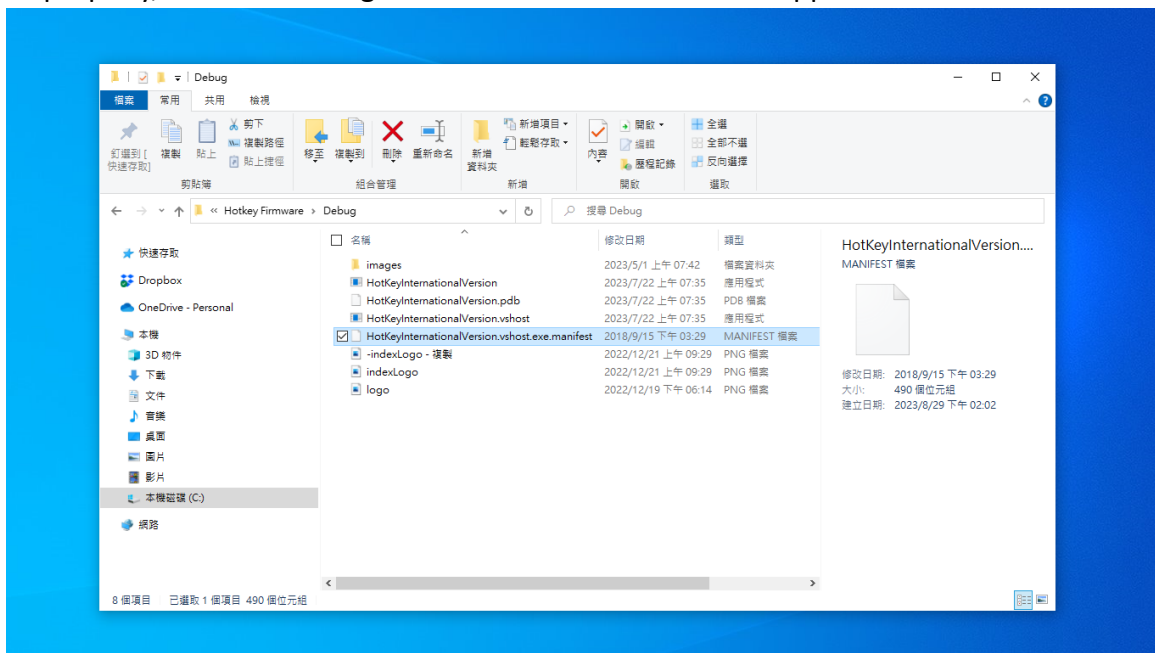 Debug
檔案 常用 共用 檢視
釘選到 [快速存取]
複製
貼上
剪下
複製路徑
貼上捷徑
剪貼簿
移至
複製到
刪除
重新命名
組合管理
新增資料夾
新增項目
輕鬆存取
新增
內容
開啟
編輯
歷程記錄
開啟
全選
全部不選
反向選擇
選取
« Hotkey Firmware › Debug
搜尋 Debug
快速存取
Dropbox
OneDrive - Personal
本機
3D 物件
下載
文件
音樂
桌面
圖片
影片
本機磁碟 (C:)
網路
名稱 修改日期 類型
images 2023/5/1 上午 07:42 檔案資料夾
HotKeyInternationalVersion 2023/7/22 上午 07:35 應用程式
HotKeyInternationalVersion.pdb 2023/7/22 上午 07:35 PDB 檔案
HotKeyInternationalVersion.vshost 2023/7/22 上午 07:35 應用程式
HotKeyInternationalVersion.vshost.exe.manifest 2018/9/15 下午 03:29 MANIFEST 檔案
-indexLogo - 複製 2022/12/21 上午 09:29 PNG 檔案
indexLogo 2022/12/21 上午 09:29 PNG 檔案
logo 2022/12/19 下午 06:14 PNG 檔案
HotKeyInternationalVersion....
MANIFEST 檔案
修改日期: 2018/9/15 下午 03:29
大小: 490 個位元組
建立日期: 2023/8/29 下午 02:02
8 個項目 已選取 1 個項目 490 個位元組